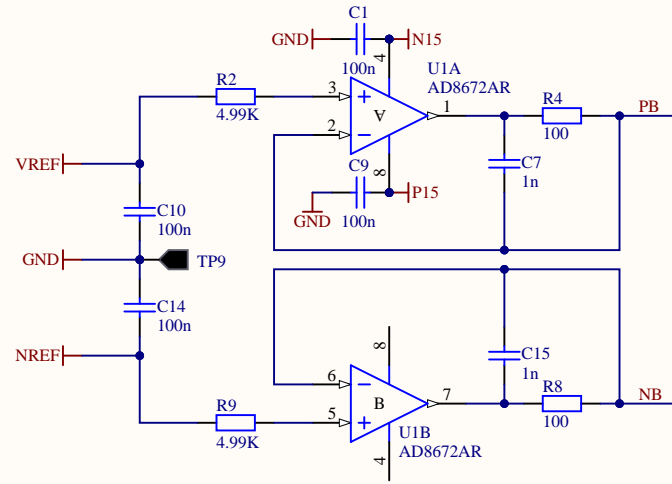 C1
GND
N15
100n
4
U1A
AD8672AR
R2
4.99K
3
2
A
1
R4
100
PB
VREF
C10
100n
C9
100n
8
P15
GND
C7
1n
GND
TP9
C14
100n
NREF
8
C15
1n
6
5
B
7
R8
100
NB
R9
4.99K
U1B
AD8672AR
4